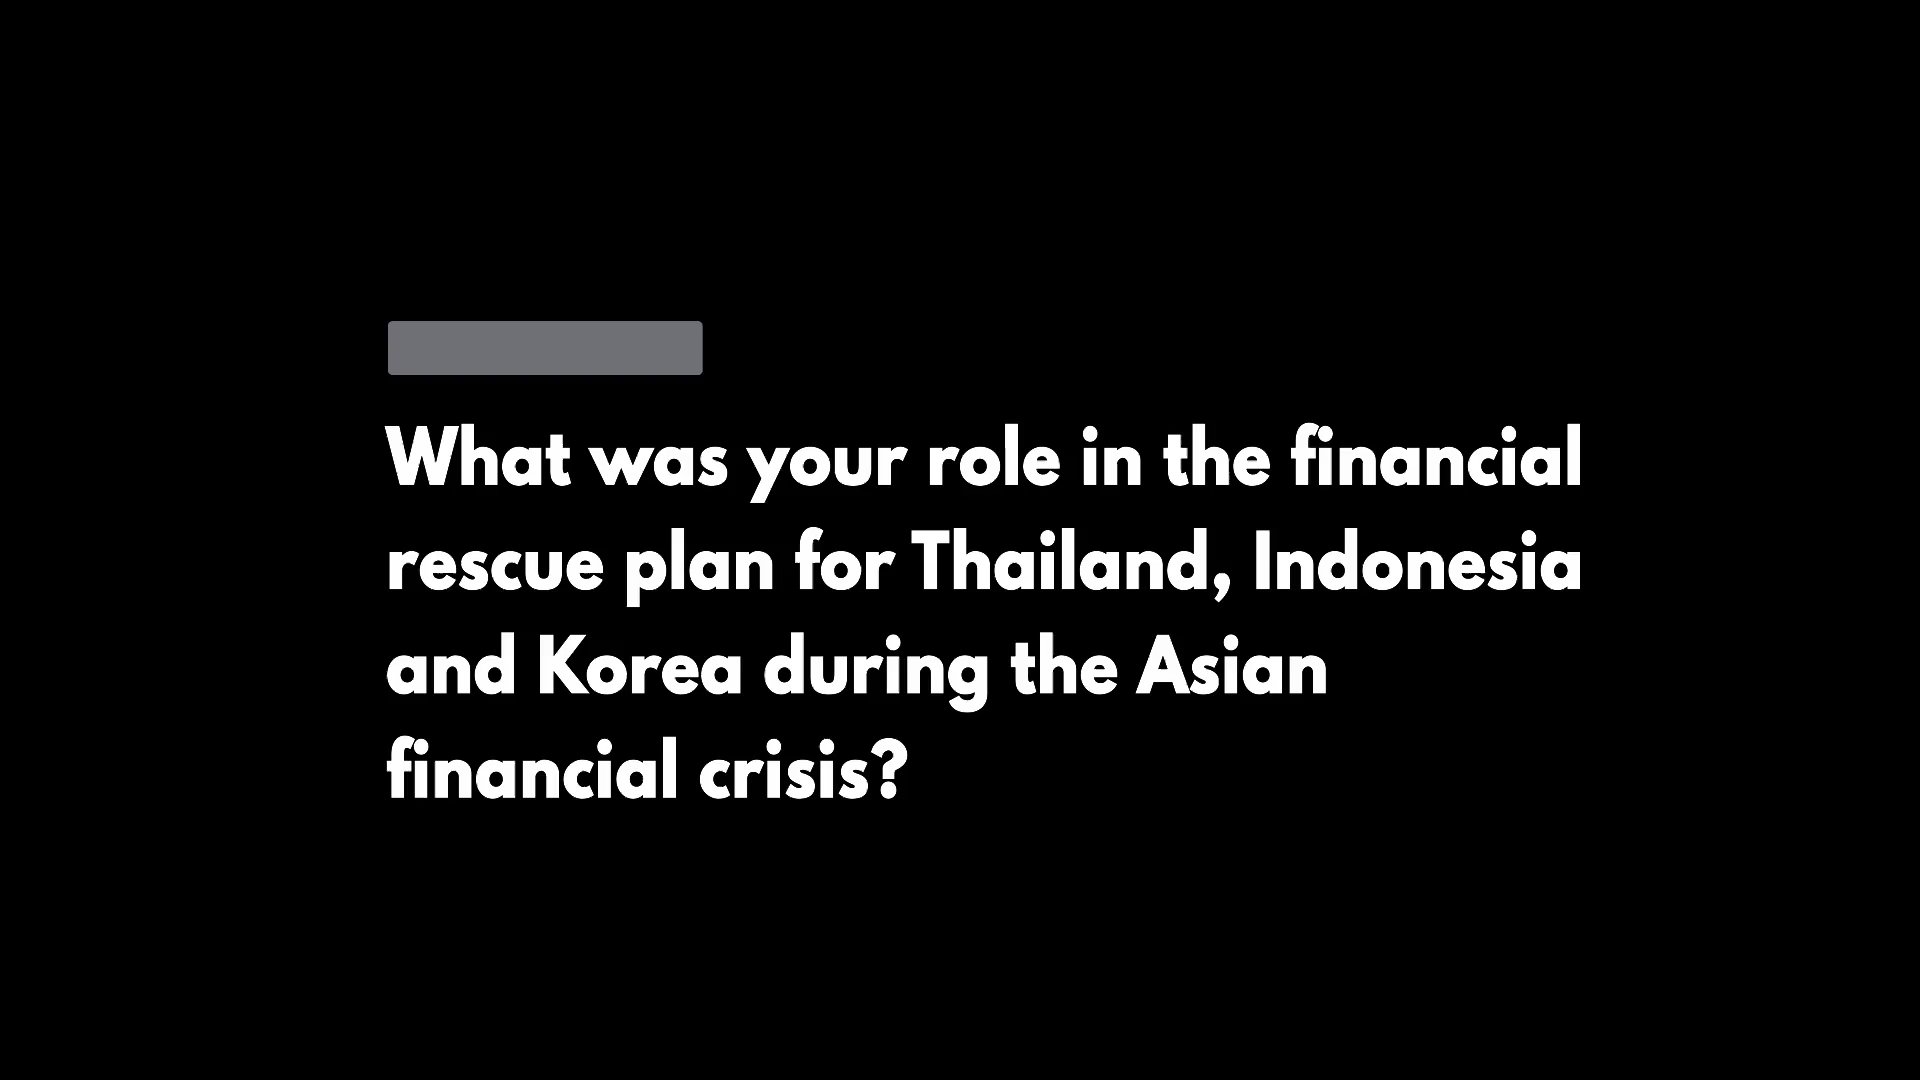 What was your role in the financial
rescue plan for Thailand, Indonesia
and Korea during the Asian
financial crisis?